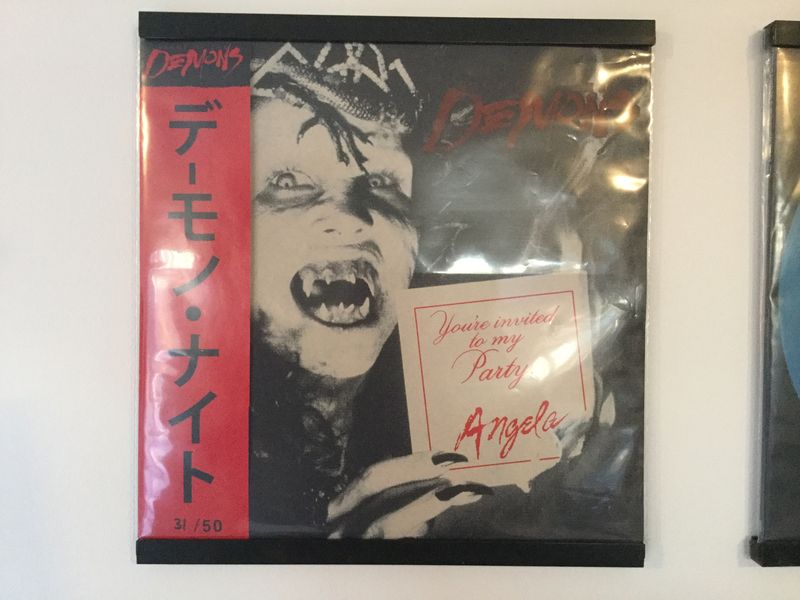 DEMONS
デーモン・ナイト
31/50
DEMONS
You're invited
to my
Party
Angela